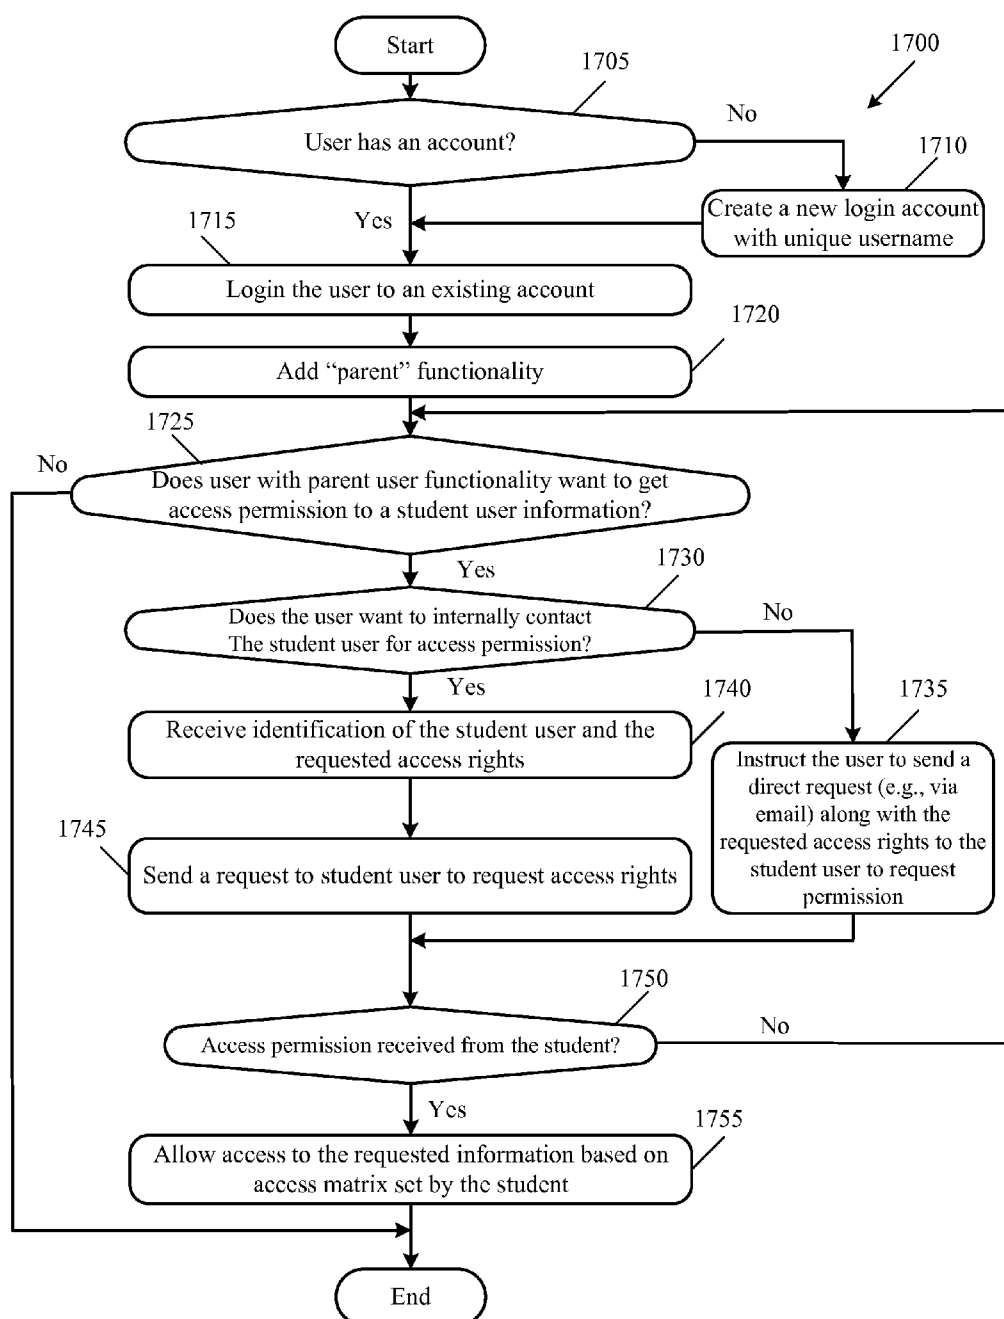 Start
1705
1700
User has an account?
No
1710
Create a new login account
with unique username
Yes
1715
Login the user to an existing account
1720
Add “parent” functionality
1725
No
Does user with parent user functionality want to get
access permission to a student user information?
Yes
1730
Does the user want to internally contact
The student user for access permission?
No
Yes
1740
1735
Receive identification of the student user and the
requested access rights
Instruct the user to send a
direct request (e.g., via
email) along with the
requested access rights to the
student user to request
permission
1745
Send a request to student user to request access rights
1750
Access permission received from the student?
No
Yes
1755
Allow access to the requested information based on
access matrix set by the student
End